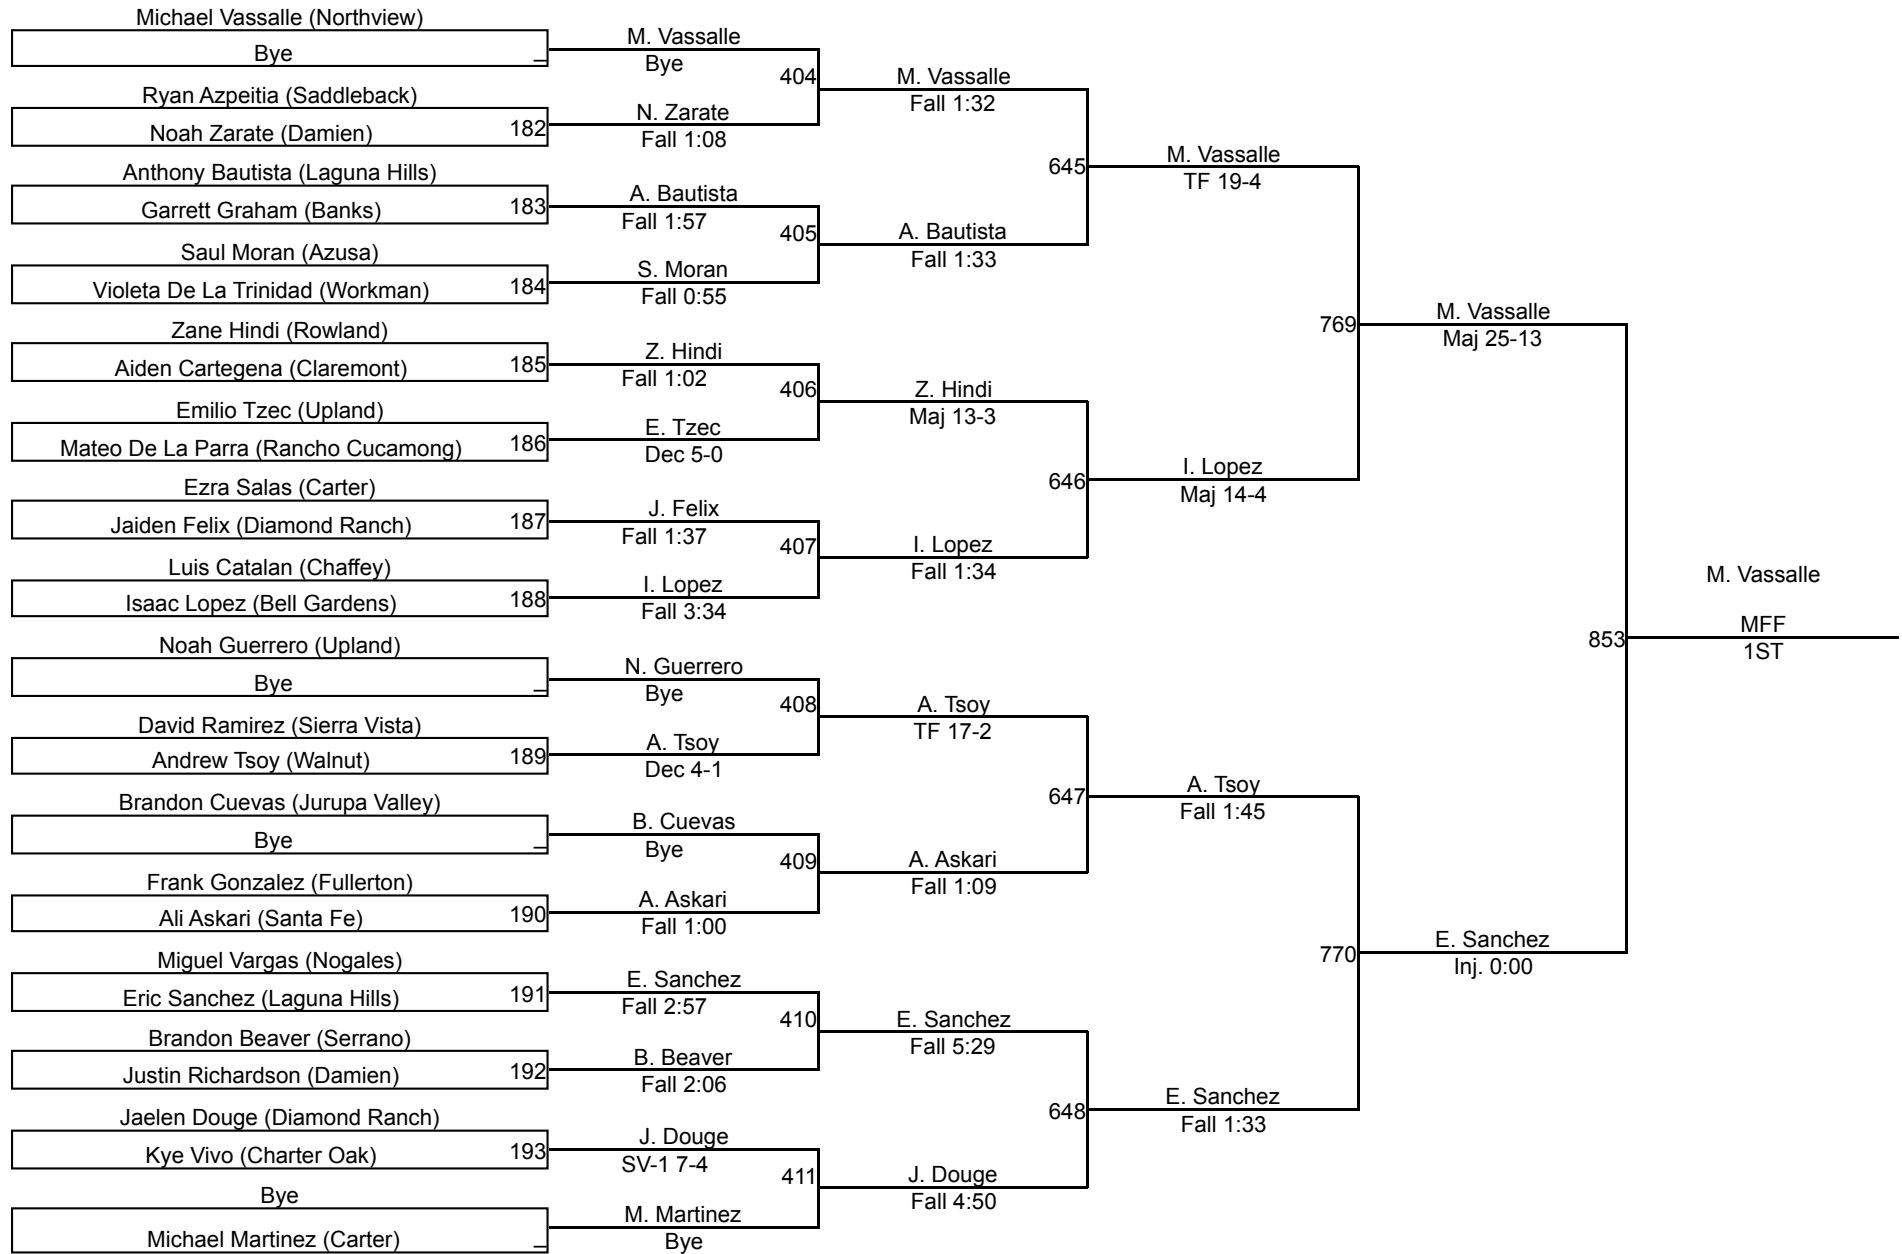 Michael Vassalle (Northview)
Bye _
Ryan Azpeitia (Saddleback)
Noah Zarate (Damien) 182
Anthony Bautista (Laguna Hills)
Garrett Graham (Banks) 183
Saul Moran (Azusa)
Violeta De La Trinidad (Workman) 184
Zane Hindi (Rowland)
Aiden Cartegena (Claremont) 185
Emilio Tzec (Upland)
Mateo De La Parra (Rancho Cucamong) 186
Ezra Salas (Carter)
Jaiden Felix (Diamond Ranch) 187
Luis Catalan (Chaffey)
Isaac Lopez (Bell Gardens) 188
Noah Guerrero (Upland)
Bye _
David Ramirez (Sierra Vista)
Andrew Tsoy (Walnut) 189
Brandon Cuevas (Jurupa Valley)
Bye _
Frank Gonzalez (Fullerton)
Ali Askari (Santa Fe) 190
Miguel Vargas (Nogales)
Eric Sanchez (Laguna Hills) 191
Brandon Beaver (Serrano)
Justin Richardson (Damien) 192
Jaelen Douge (Diamond Ranch)
Kye Vivo (Charter Oak) 193
Bye
Michael Martinez (Carter) _
M. Vassalle
Bye
404
N. Zarate
Fall 1:08
A. Bautista
Fall 1:57
405
S. Moran
Fall 0:55
Z. Hindi
Fall 1:02
406
E. Tzec
Dec 5-0
J. Felix
Fall 1:37
407
I. Lopez
Fall 3:34
N. Guerrero
Bye
408
A. Tsoy
Dec 4-1
B. Cuevas
Bye
409
A. Askari
Fall 1:00
E. Sanchez
Fall 2:57
410
B. Beaver
Fall 2:06
J. Douge
SV-1 7-4
411
M. Martinez
Bye
M. Vassalle
Fall 1:32
645
A. Bautista
Fall 1:33
Z. Hindi
Maj 13-3
646
I. Lopez
Fall 1:34
A. Tsoy
TF 17-2
647
A. Askari
Fall 1:09
E. Sanchez
Fall 5:29
648
J. Douge
Fall 4:50
M. Vassalle
TF 19-4
769
I. Lopez
Maj 14-4
A. Tsoy
Fall 1:45
770
E. Sanchez
Fall 1:33
M. Vassalle
Maj 25-13
853
E. Sanchez
Inj. 0:00
M. Vassalle
MFF
1ST